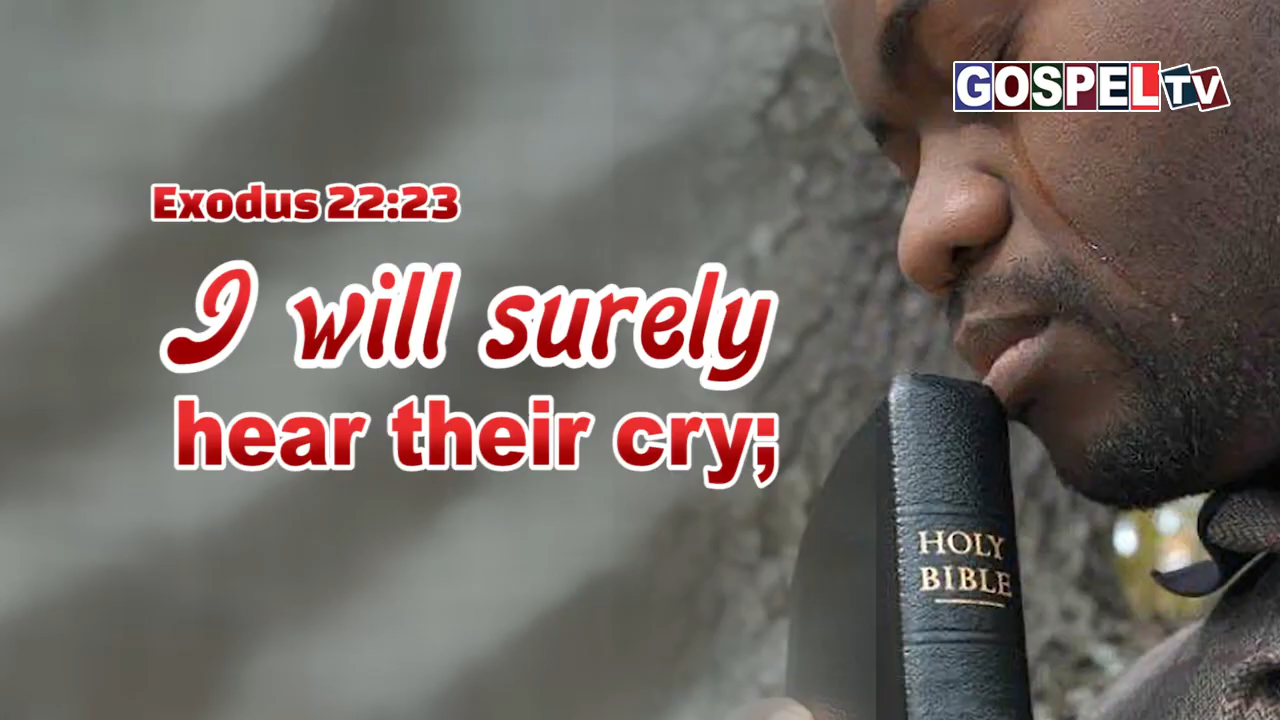 GOSPEL TV
Exodus 22:23
I will surely
hear their cry;
HOLY
BIBLE